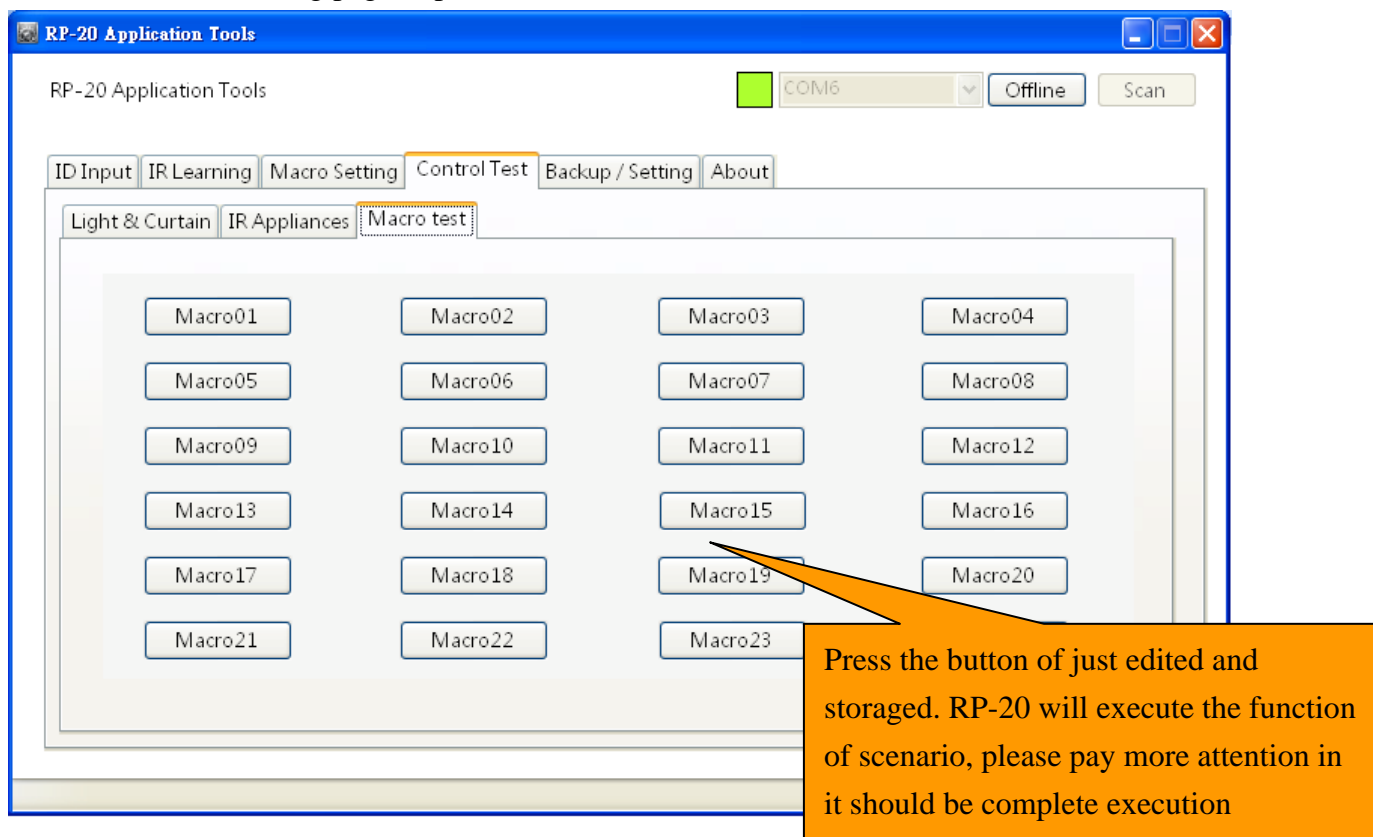 RP-20 Application Tools
RP-20 Application Tools
COM6
Offline
Scan
ID Input
IR Learning
Macro Setting
Control Test
Backup / Setting
About
Light & Curtain
IR Appliances
Macro test
Macro01
Macro02
Macro03
Macro04
Macro05
Macro06
Macro07
Macro08
Macro09
Macro10
Macro11
Macro12
Macro13
Macro14
Macro15
Macro16
Macro17
Macro18
Macro19
Macro20
Macro21
Macro22
Macro23
Press the button of just edited and
storaged. RP-20 will execute the function
of scenario, please pay more attention in
it should be complete execution